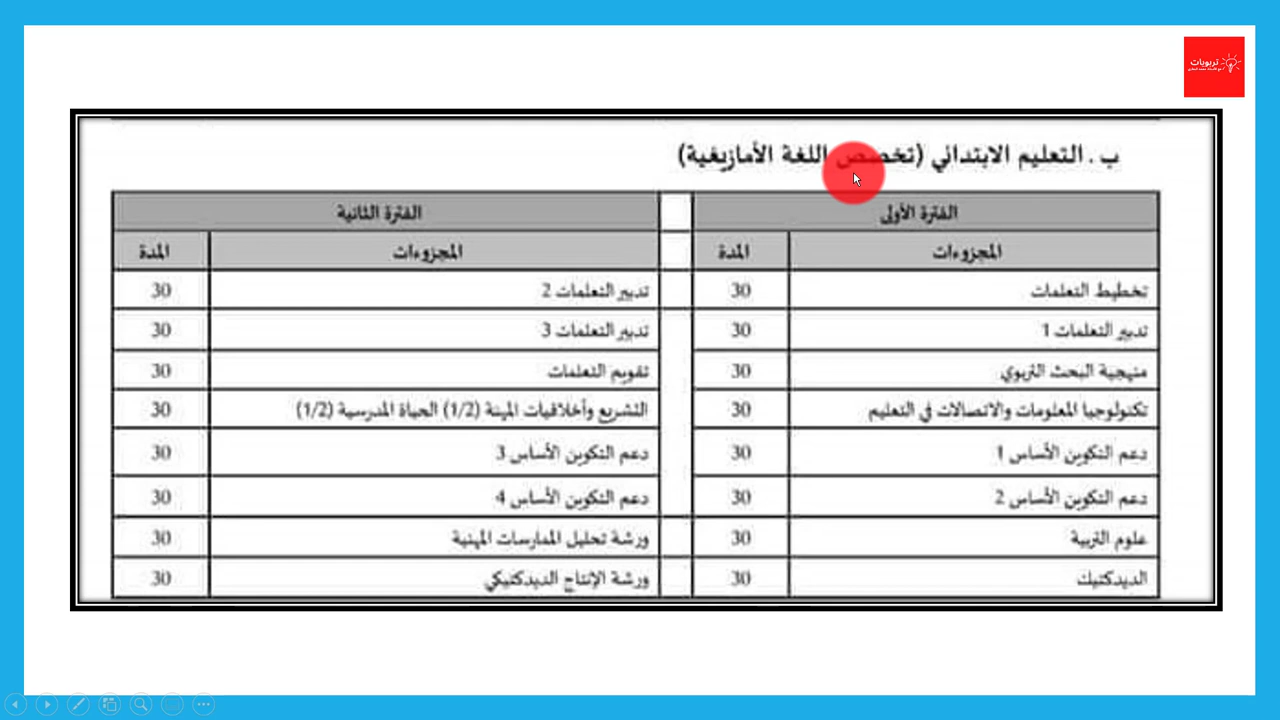 تربويات
ب . التعليم الابتدائي (تخصص اللغة الأمازيغية)
الفترة الأولى الفترة الثانية
المجزوءات المدة المجزوءات المدة
تخطيط التعلمات 30 تدبير التعلمات 2 30
تدبير التعلمات 1 30 تدبير التعلمات 3 30
منهجية البحث التربوي 30 تقويم التعلمات 30
تكنولوجيا المعلومات والاتصالات في التعليم 30 التشريع وأخلاقيات المهنة (1/2) الحياة المدرسية (1/2) 30
دعم التكوين الأساس 1 30 دعم التكوين الأساس 3 30
دعم التكوين الأساس 2 30 دعم التكوين الأساس 4 30
علوم التربية 30 ورشة تحليل الممارسات المهنية 30
الديدكتيك 30 ورشة الإنتاج الديدكتيكي 30